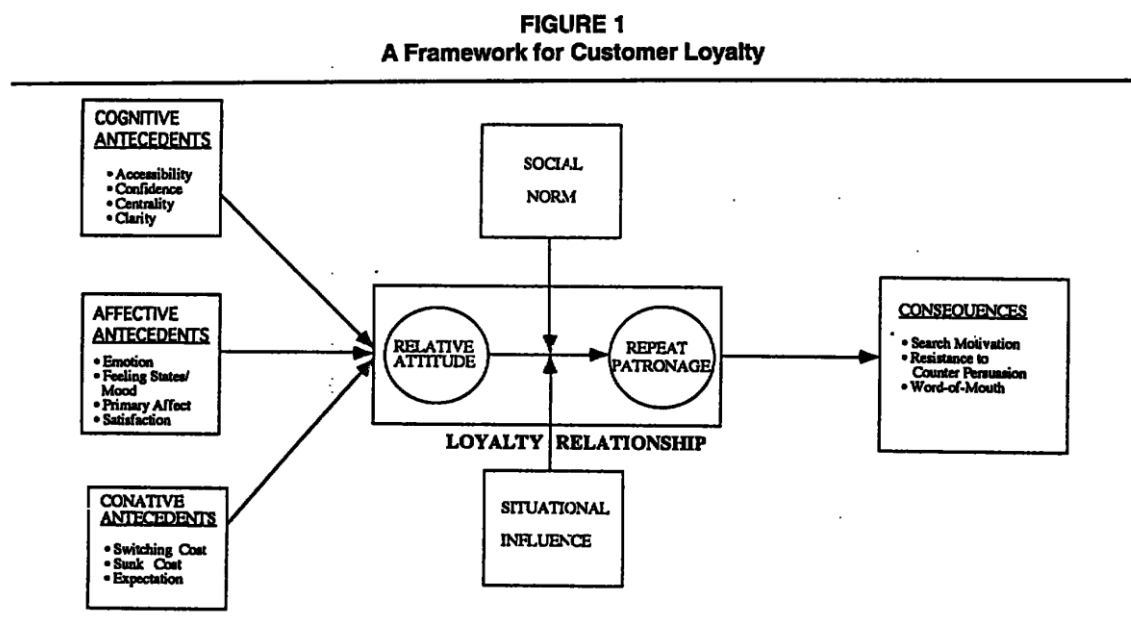 FIGURE 1
A Framework for Customer Loyalty
COGNITIVE
ANTECEDENTS
• Accessibility
• Confidence
• Centrality
• Clarity
AFFECTIVE
ANTECEDENTS
• Emotion
• Feeling States/
Mood
• Primary Affect
• Satisfaction
CONATIVE
ANTECEDENTS
• Switching Cost
• Sunk Cost
• Expectation
SOCIAL
NORM
RELATIVE
ATTITUDE
REPEAT
PATRONAGE
LOYALTY RELATIONSHIP
SITUATIONAL
INFLUENCE
CONSEQUENCES
• Search Motivation
• Resistance to
Counter Persuasion
• Word-of-Mouth